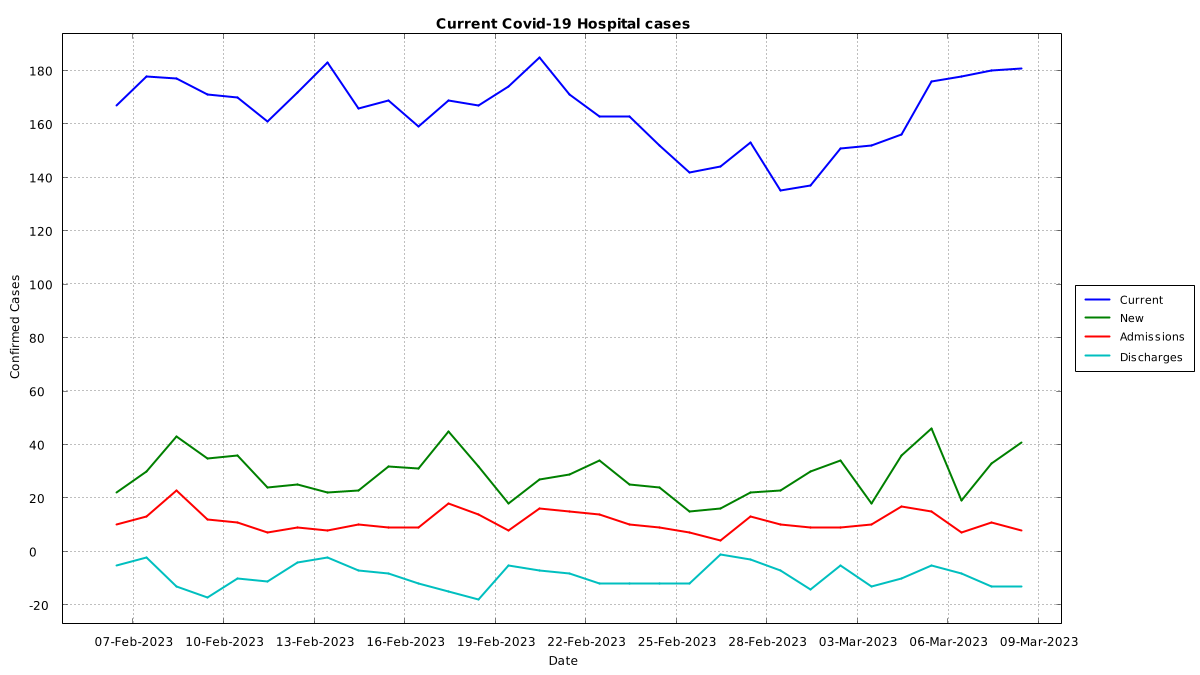 Current Covid-19 Hospital cases
180
160
140
120
100
80
60
40
20
0
-20
Confirmed Cases
07-Feb-2023 10-Feb-2023 13-Feb-2023 16-Feb-2023 19-Feb-2023 22-Feb-2023 25-Feb-2023 28-Feb-2023 03-Mar-2023 06-Mar-2023 09-Mar-2023
Date
Current
New
Admissions
Discharges